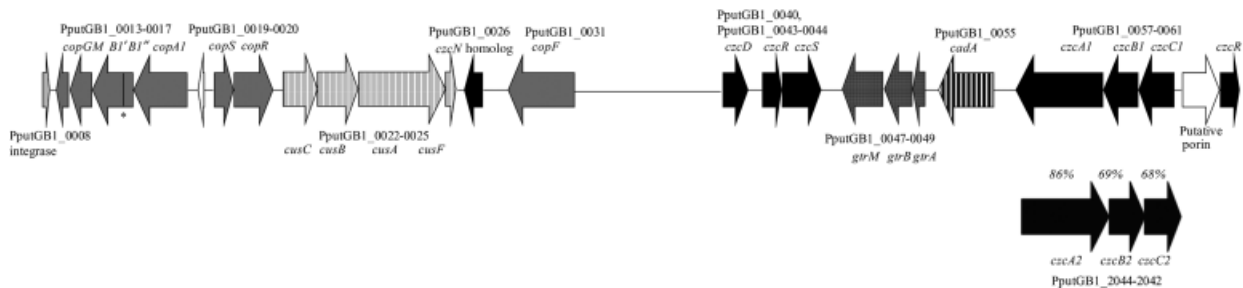 PputGB1_0013-0017
copGM B1' B1'' copA1
PputGB1_0019-0020
copS copR
PputGB1_0026
czcN homolog
PputGB1_0031
copF
PputGB1_0040,
PputGB1_0043-0044
czcD czcR czcS
PputGB1_0055
cadA
PputGB1_0057-0061
czcA1 czcB1 czcC1
czcR
*
PputGB1_0008
integrase
PputGB1_0022-0025
cusC cusB cusA cusF
PputGB1_0047-0049
gtrM gtrB gtrA
Putative
porin
86% 69% 68%
czcA2 czcB2 czcC2
PputGB1_2044-2042